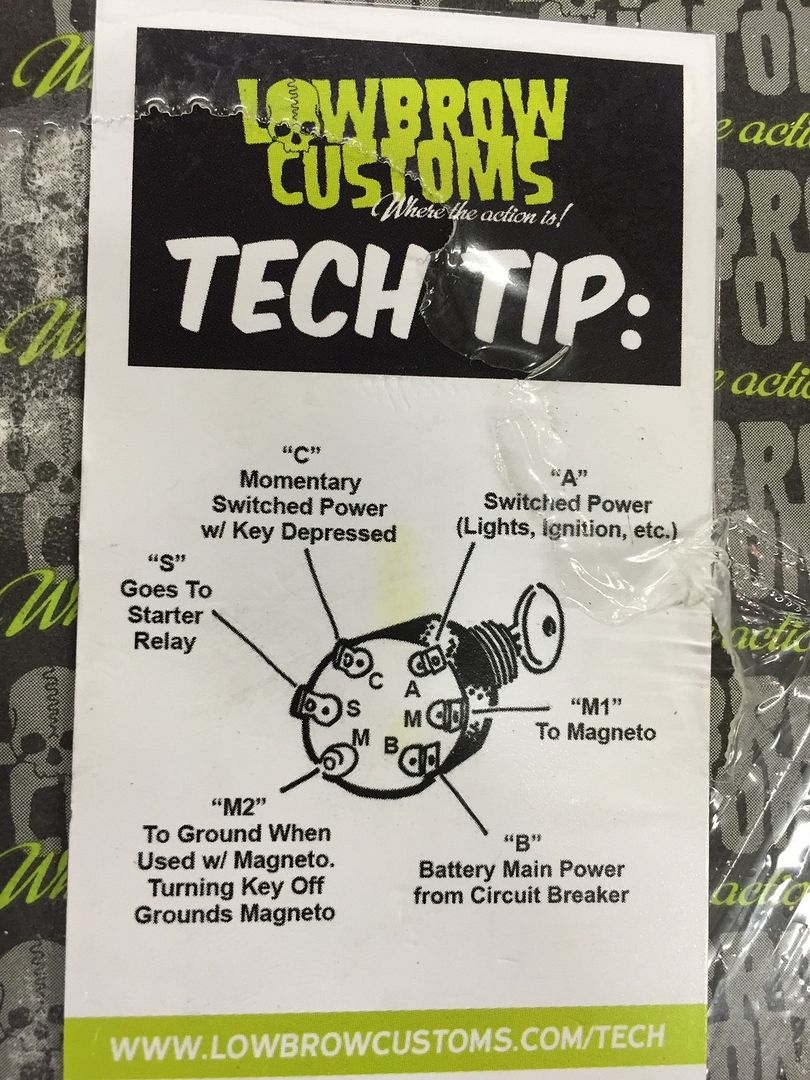 LOWBROW
CUSTOMS
Where the action is!
TECH TIP:
“C”
Momentary
Switched Power
w/ Key Depressed
“A”
Switched Power
(Lights, Ignition, etc.)
“S”
Goes To
Starter
Relay
C
A
S
M
M
B
“M1”
To Magneto
“M2”
To Ground When
Used w/ Magneto.
Turning Key Off
Grounds Magneto
“B”
Battery Main Power
from Circuit Breaker
WWW.LOWBROWCUSTOMS.COM/TECH